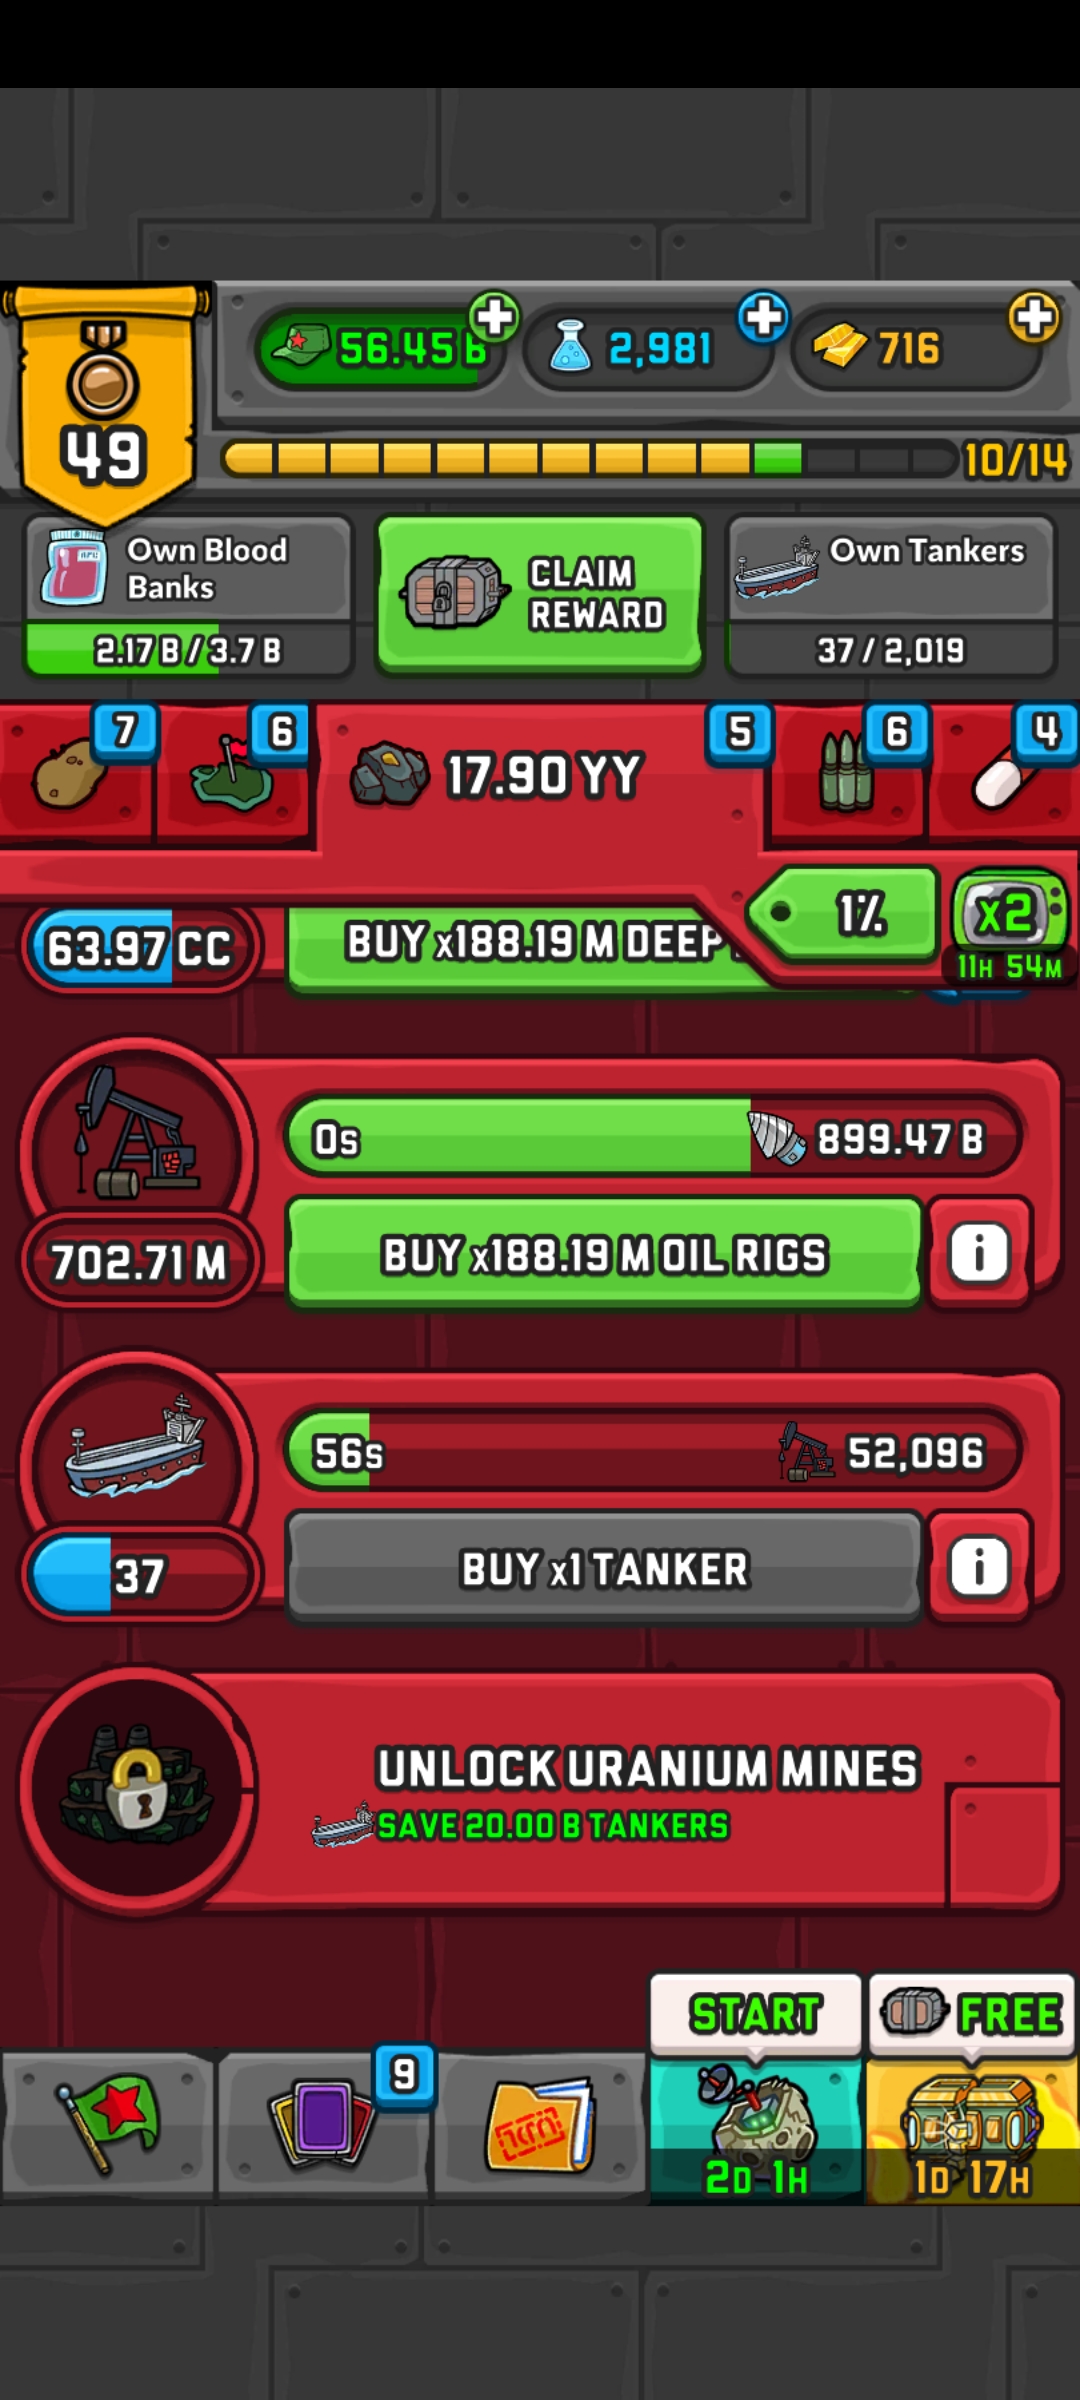 49
56.45 B
2,981
716
10/14
Own Blood
Banks
2.17 B / 3.7 B
CLAIM
REWARD
Own Tankers
37 / 2,019
7
6
17.90 YY
5
6
4
1%
x2
11H 54M
63.97 CC
BUY x188.19 M DEEP
0s
899.47 B
702.71 M
BUY x188.19 M OIL RIGS
i
56s
52,096
37
BUY x1 TANKER
i
UNLOCK URANIUM MINES
SAVE 20.00 B TANKERS
START
FREE
9
2D 1H
1D 17H